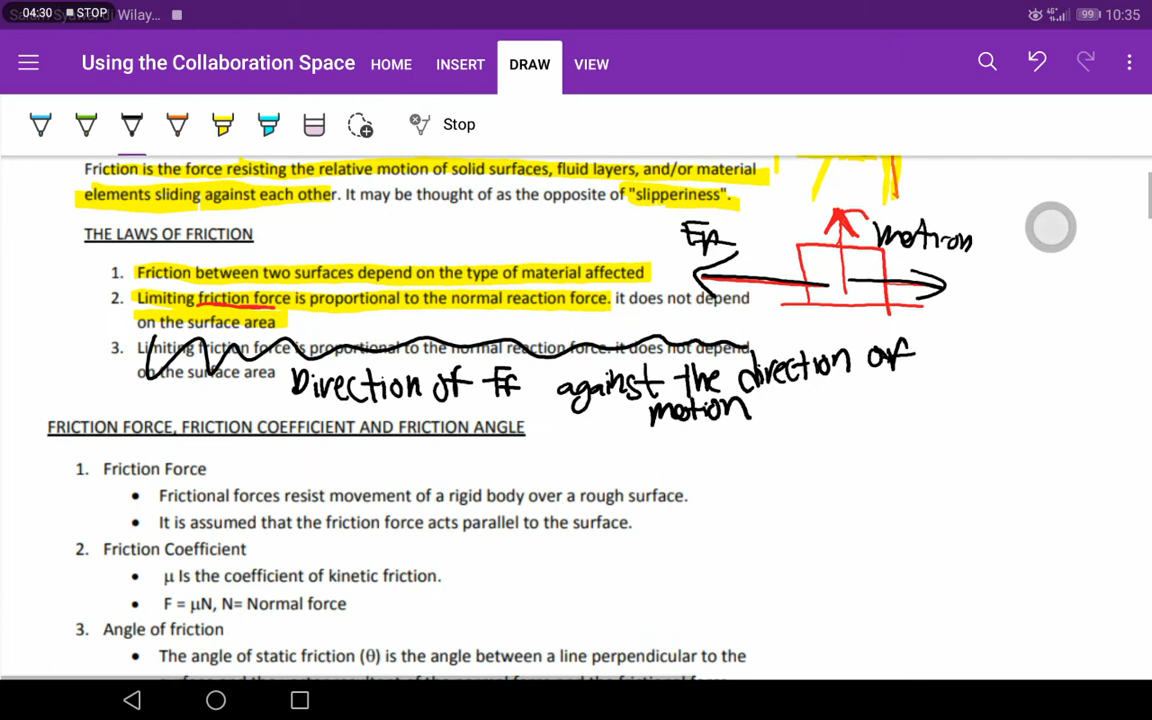 04:30 STOP
99 10:35
Using the Collaboration Space HOME INSERT DRAW VIEW
Stop
Friction is the force resisting the relative motion of solid surfaces, fluid layers, and/or material
elements sliding against each other. It may be thought of as the opposite of "slipperiness".
THE LAWS OF FRICTION
motion
1. Friction between two surfaces depend on the type of material affected
2. Limiting friction force is proportional to the normal reaction force. it does not depend
on the surface area
3. Limiting friction force is proportional to the normal reaction force. it does not depend
on the surface area
Direction of FF against the direction of
motion
FRICTION FORCE, FRICTION COEFFICIENT AND FRICTION ANGLE
1. Friction Force
• Frictional forces resist movement of a rigid body over a rough surface.
• It is assumed that the friction force acts parallel to the surface.
2. Friction Coefficient
• μ Is the coefficient of kinetic friction.
• F = μN, N= Normal force
3. Angle of friction
• The angle of static friction (θ) is the angle between a line perpendicular to the